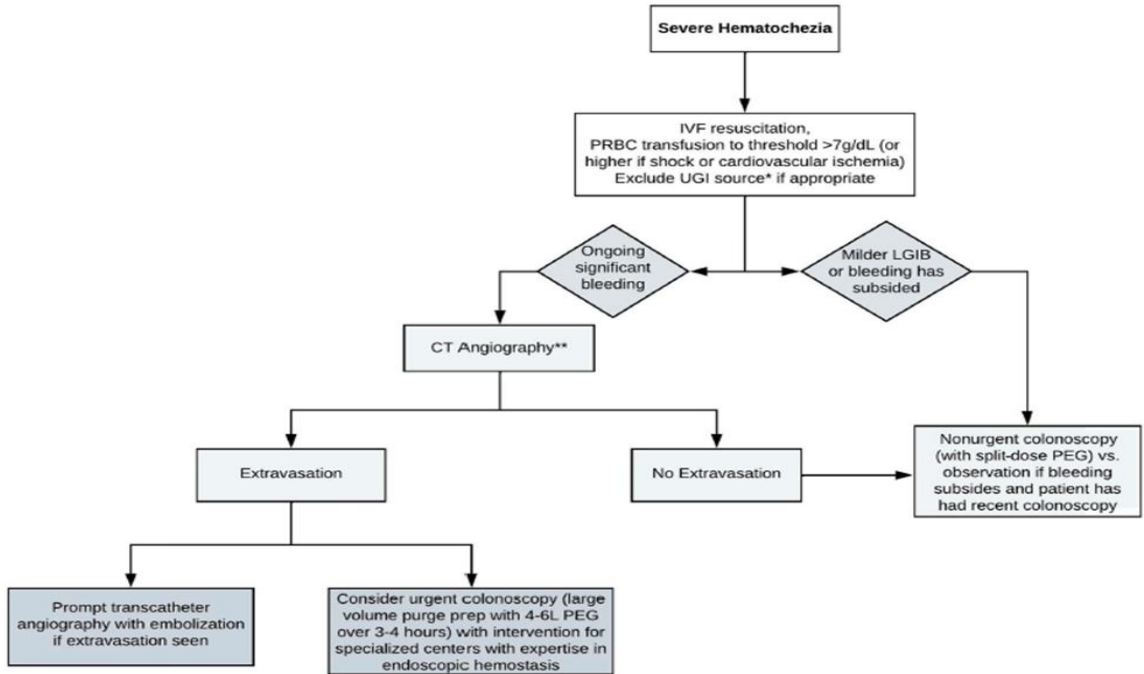 Severe Hematochezia
IVF resuscitation,
PRBC transfusion to threshold >7g/dL (or
higher if shock or cardiovascular ischemia)
Exclude UGI source* if appropriate
Ongoing
significant
bleeding
Milder LGIB
or bleeding has
subsided
CT Angiography**
Extravasation
No Extravasation
Nonurgent colonoscopy
(with split-dose PEG) vs.
observation if bleeding
subsides and patient has
had recent colonoscopy
Prompt transcatheter
angiography with embolization
if extravasation seen
Consider urgent colonoscopy (large
volume purge prep with 4-6L PEG
over 3-4 hours) with intervention for
specialized centers with expertise in
endoscopic hemostasis